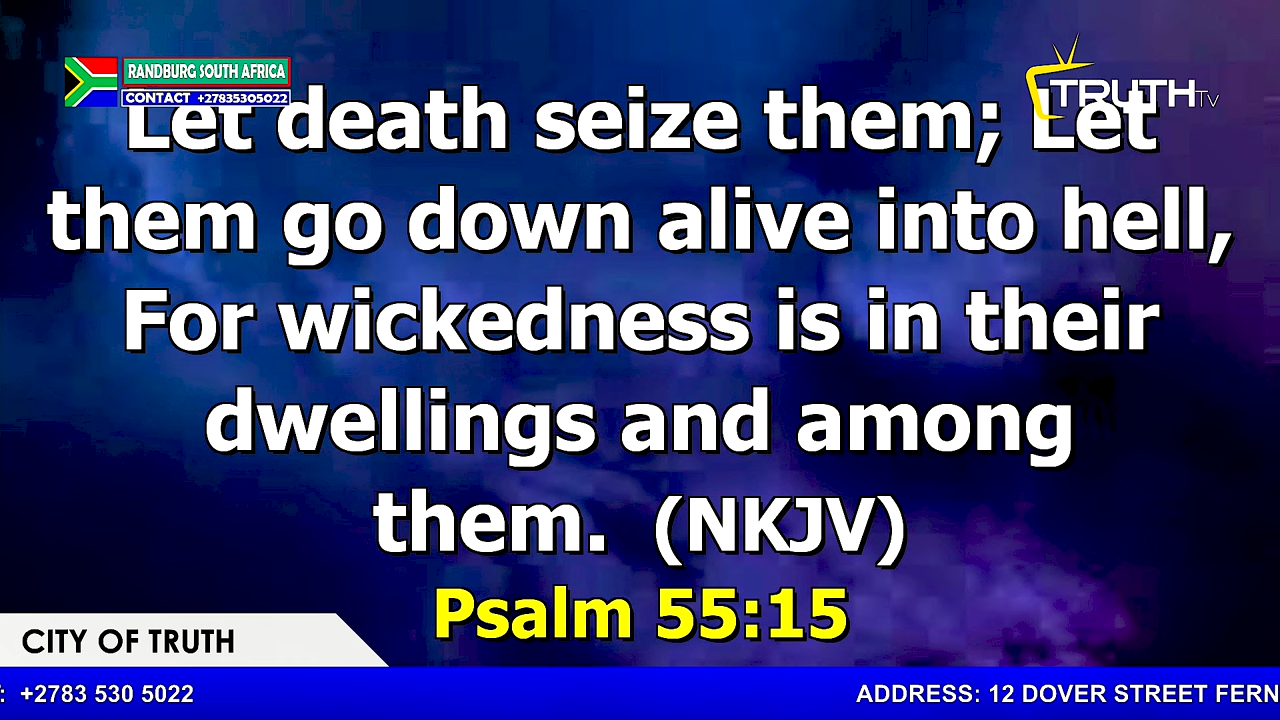 RANDBURG SOUTH AFRICA
CONTACT +27835305022
TRUTH TV
Let death seize them; Let
them go down alive into hell,
For wickedness is in their
dwellings and among
them. (NKJV)
Psalm 55:15
CITY OF TRUTH
: +2783 530 5022 ADDRESS: 12 DOVER STREET FERN